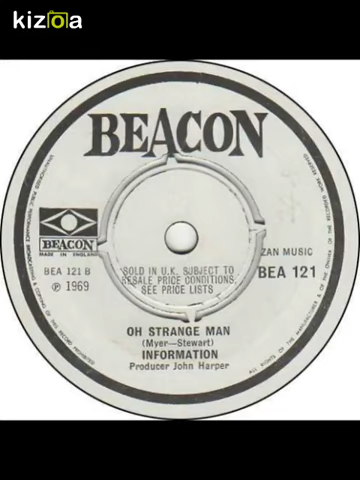 kizoa
BEACON
BEACON
MADE IN ENGLAND
BEA 121 B
℗ 1969
SOLD IN U.K. SUBJECT TO
RESALE PRICE CONDITIONS,
SEE PRICE LISTS
ZAN MUSIC
BEA 121
OH STRANGE MAN
(Myer—Stewart)
INFORMATION
Producer John Harper